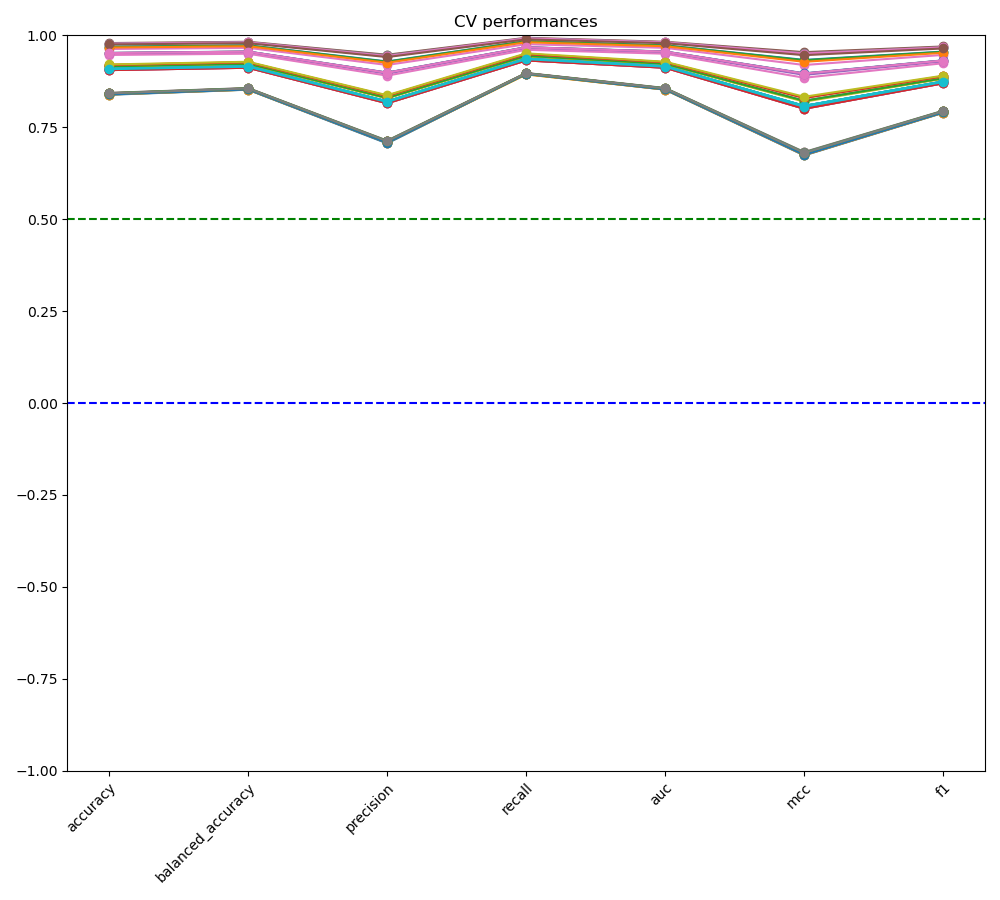 CV performances
1.00
0.75
0.50
0.25
0.00
−0.25
−0.50
−0.75
−1.00
accuracy
balanced_accuracy
precision
recall
auc
mcc
f1